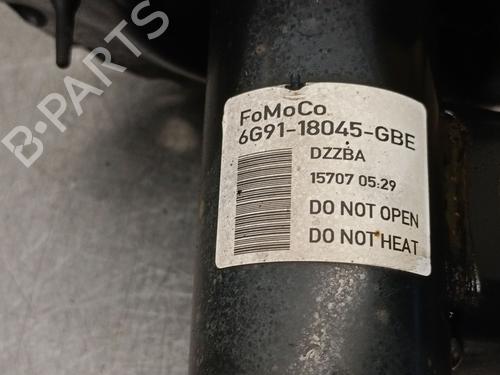 B-PARTS
FoMoCo
6G91-18045-GBE
DZZBA
15707 05:29
DO NOT OPEN
DO NOT HEAT